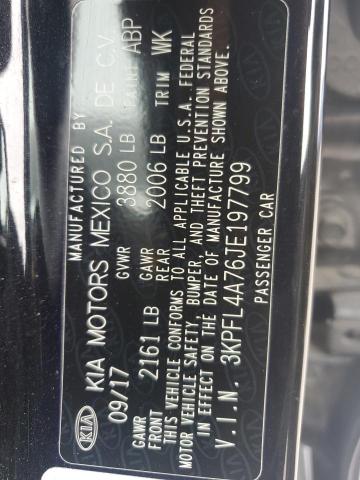 MANUFACTURED BY
KIA KIA MOTORS MEXICO S.A. DE C.V.
09/17 GVWR 3880 LB PAINT ABP
GAWR FRONT 2161 LB GAWR REAR 2006 LB TRIM WK
THIS VEHICLE CONFORMS TO ALL APPLICABLE U.S.A. FEDERAL
MOTOR VEHICLE SAFETY, BUMPER, AND THEFT PREVENTION STANDARDS
IN EFFECT ON THE DATE OF MANUFACTURE SHOWN ABOVE.
V.I.N. 3KPFL4A76JE197799
PASSENGER CAR